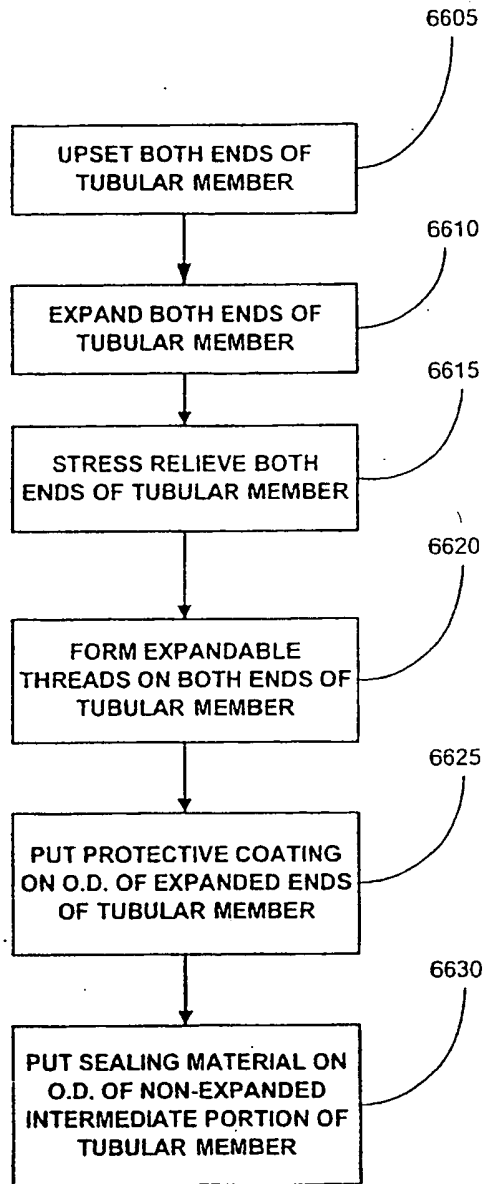 6605
UPSET BOTH ENDS OF
TUBULAR MEMBER
6610
EXPAND BOTH ENDS OF
TUBULAR MEMBER
6615
STRESS RELIEVE BOTH
ENDS OF TUBULAR MEMBER
6620
FORM EXPANDABLE
THREADS ON BOTH ENDS OF
TUBULAR MEMBER
6625
PUT PROTECTIVE COATING
ON O.D. OF EXPANDED ENDS
OF TUBULAR MEMBER
6630
PUT SEALING MATERIAL ON
O.D. OF NON-EXPANDED
INTERMEDIATE PORTION OF
TUBULAR MEMBER